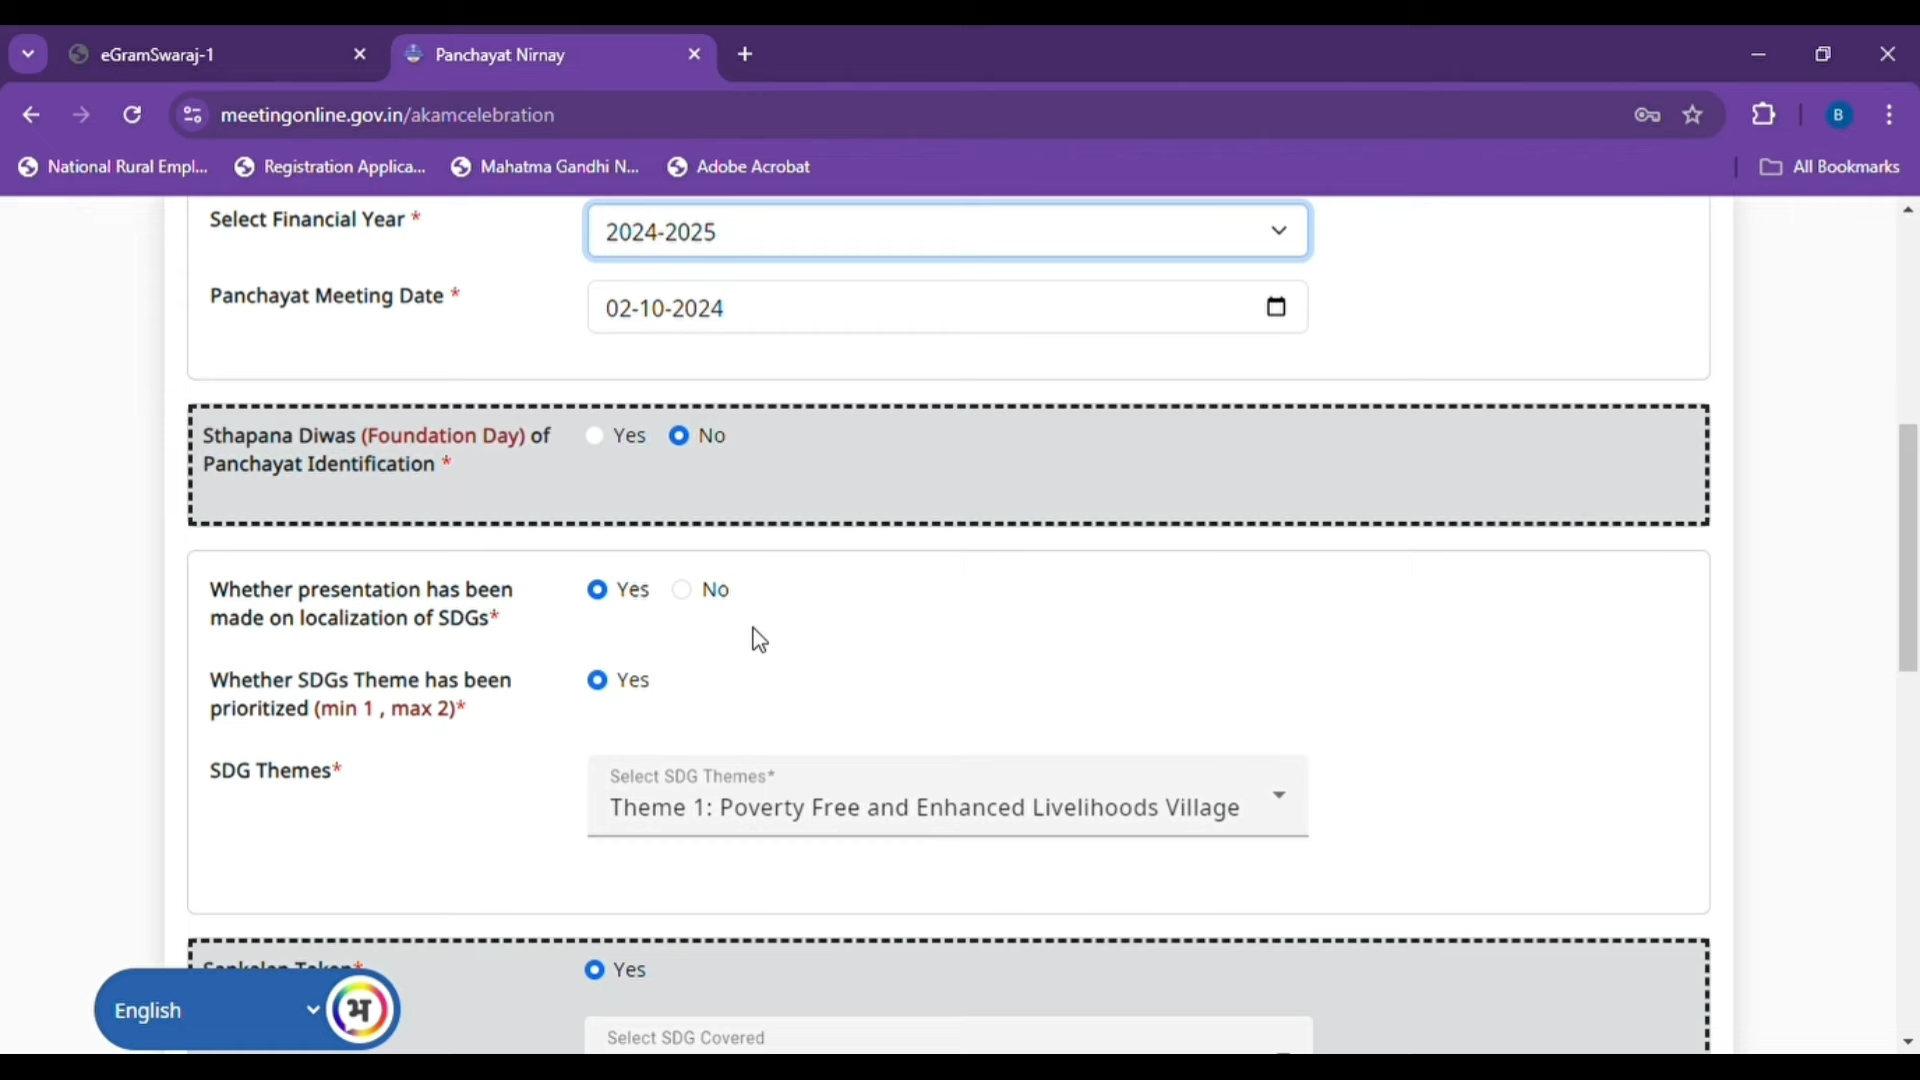 eGramSwaraj-1
Panchayat Nirnay
meetingonline.gov.in/akamcelebration
B
National Rural Empl...
Registration Applica...
Mahatma Gandhi N...
Adobe Acrobat
All Bookmarks
Select Financial Year *
2024-2025
Panchayat Meeting Date *
02-10-2024
Sthapana Diwas (Foundation Day) of
Panchayat Identification *
Yes No
Whether presentation has been
made on localization of SDGs*
Yes No
Whether SDGs Theme has been
prioritized (min 1 , max 2)*
Yes
SDG Themes*
Select SDG Themes*
Theme 1: Poverty Free and Enhanced Livelihoods Village
Yes
Select SDG Covered
English
अ